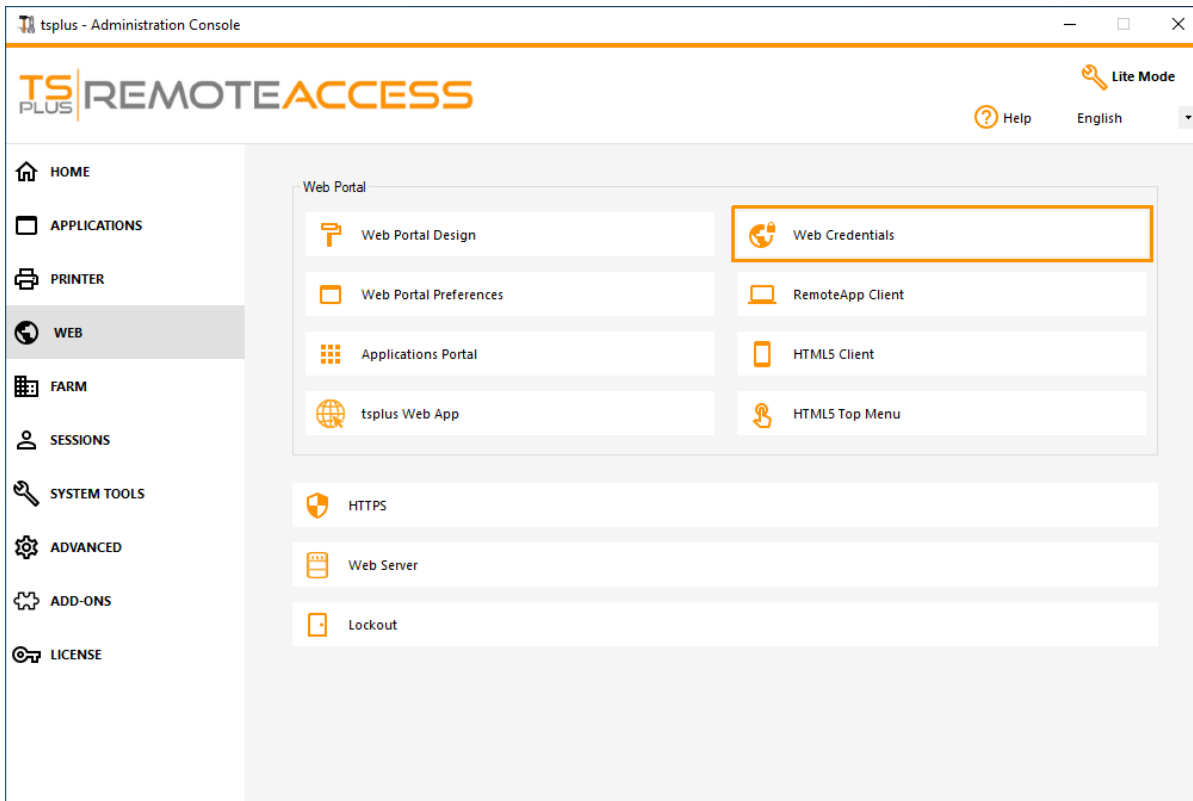 tsplus - Administration Console
TS PLUS REMOTEACCESS
Lite Mode
Help
English
HOME
APPLICATIONS
PRINTER
WEB
FARM
SESSIONS
SYSTEM TOOLS
ADVANCED
ADD-ONS
LICENSE
Web Portal
Web Portal Design
Web Credentials
Web Portal Preferences
RemoteApp Client
Applications Portal
HTML5 Client
tsplus Web App
HTML5 Top Menu
HTTPS
Web Server
Lockout